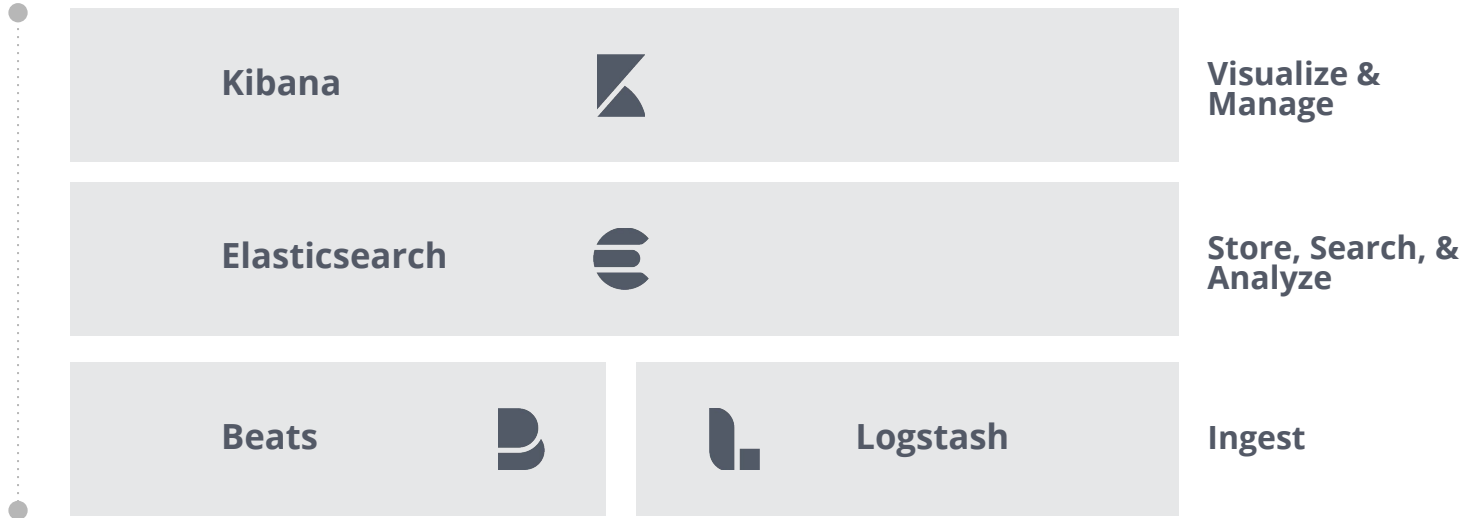 Kibana
Visualize &
Manage
Elasticsearch
Store, Search, &
Analyze
Beats
Logstash
Ingest